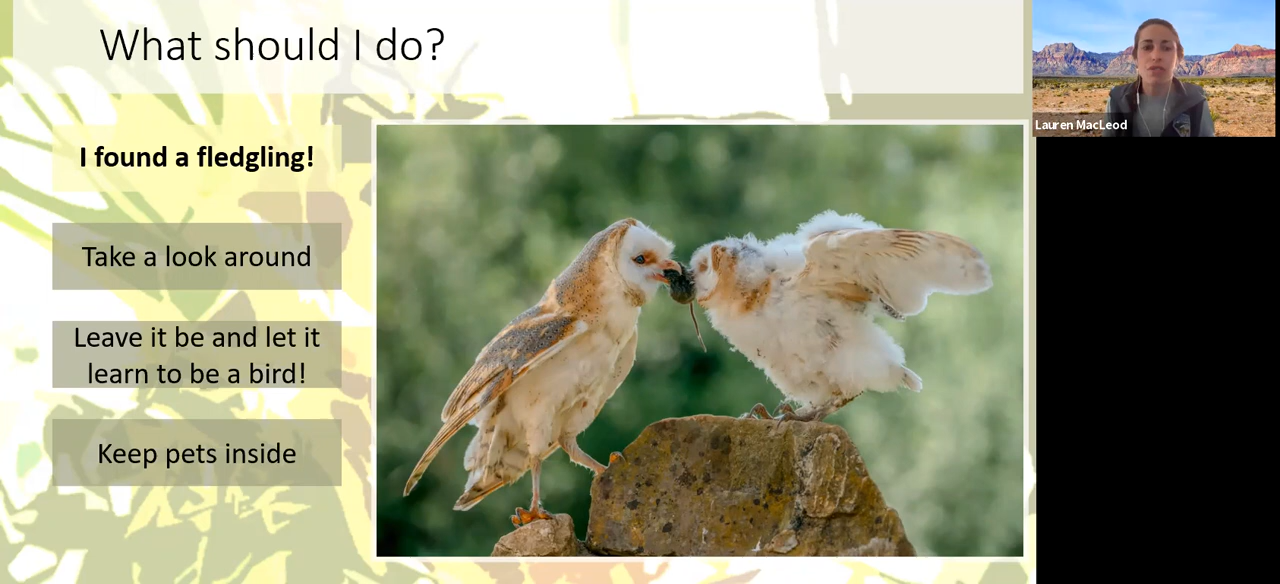 What should I do?
I found a fledgling!
Take a look around
Leave it be and let it
learn to be a bird!
Keep pets inside
Lauren MacLeod